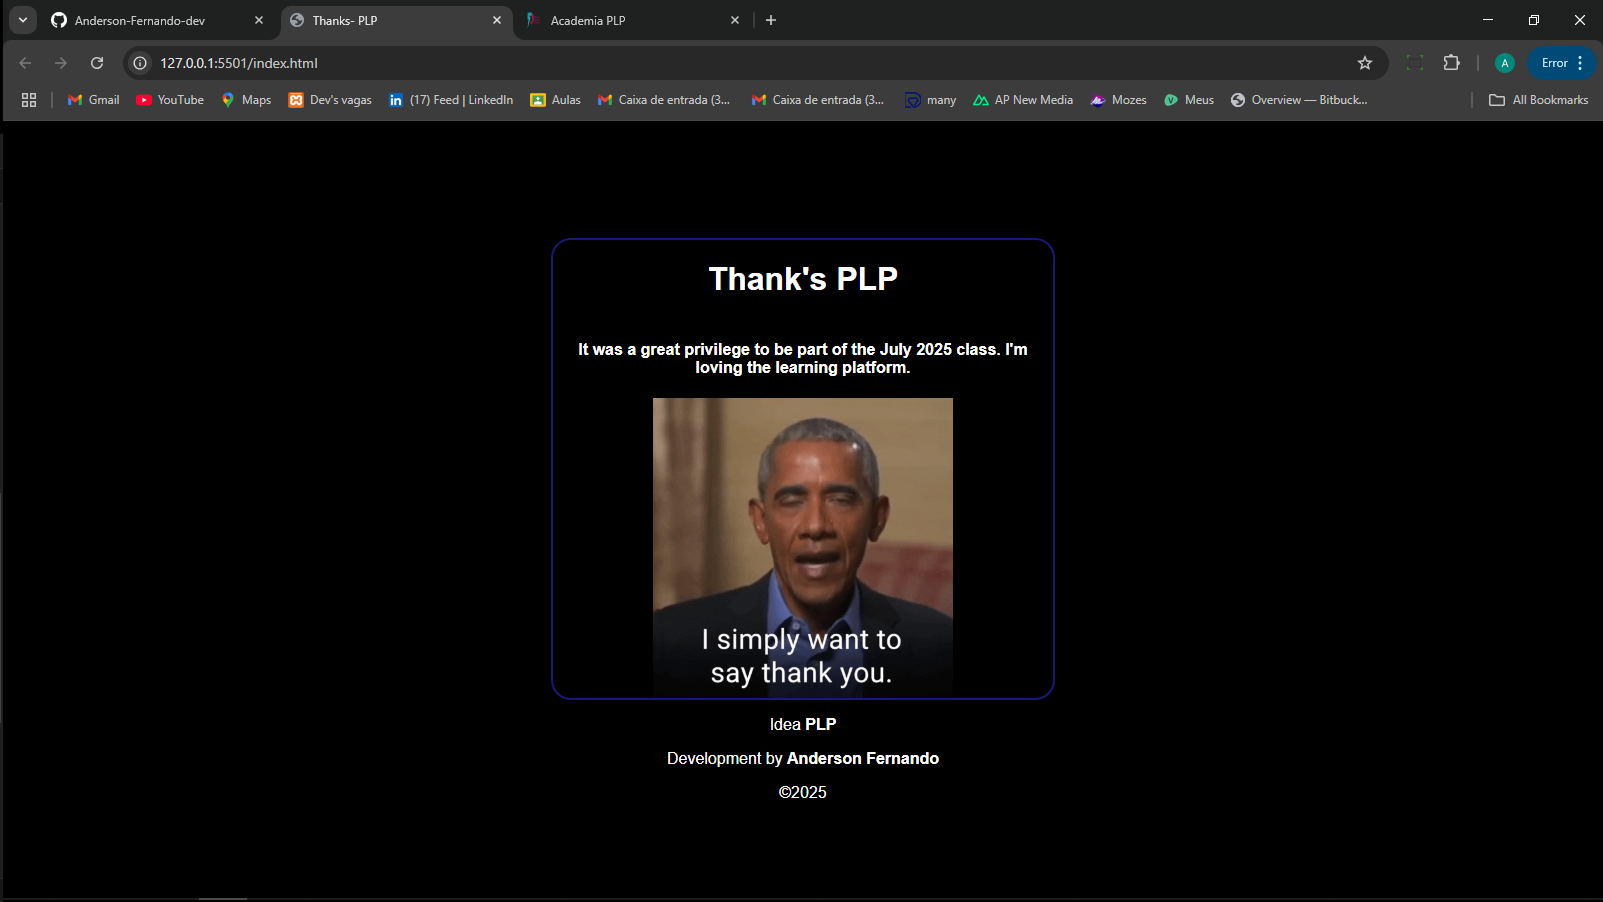 Anderson-Fernando-dev
Thanks- PLP
Academia PLP
127.0.0.1:5501/index.html
A
Error
Gmail
YouTube
Maps
Dev's vagas
(17) Feed | LinkedIn
Aulas
Caixa de entrada (3...
Caixa de entrada (3...
many
AP New Media
Mozes
Meus
Overview — Bitbuck...
All Bookmarks
Thank's PLP
It was a great privilege to be part of the July 2025 class. I'm
loving the learning platform.
I simply want to
say thank you.
Idea PLP
Development by Anderson Fernando
©2025